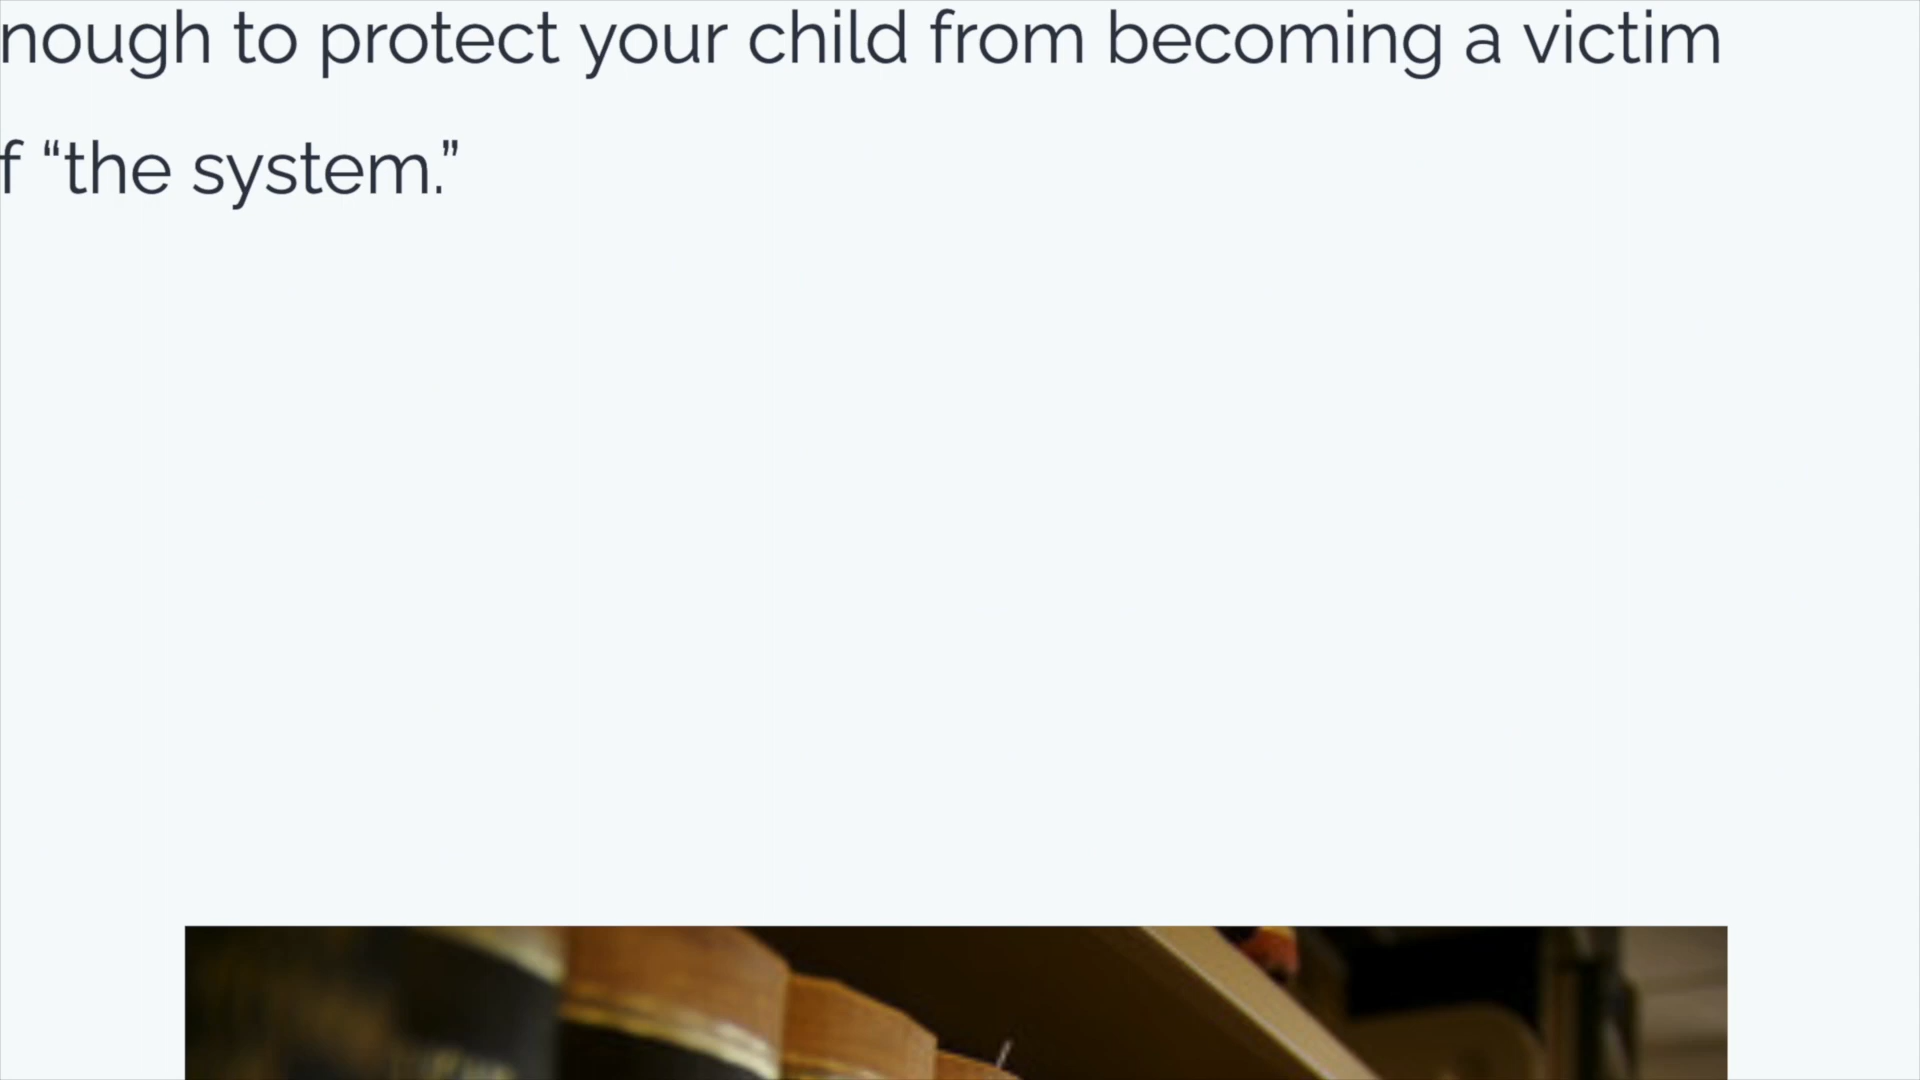 nough to protect your child from becoming a victim
f “the system.”